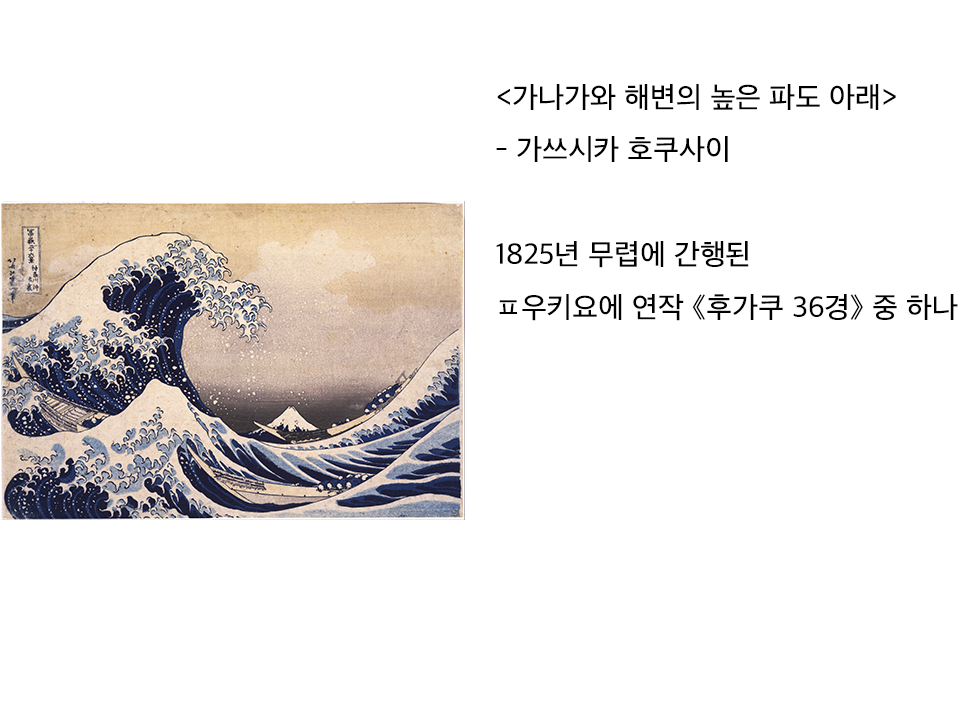 <가나가와 해변의 높은 파도 아래>
- 가쓰시카 호쿠사이
1825년 무렵에 간행된
ㅍ우키요에 연작 《후가쿠 36경》 중 하나